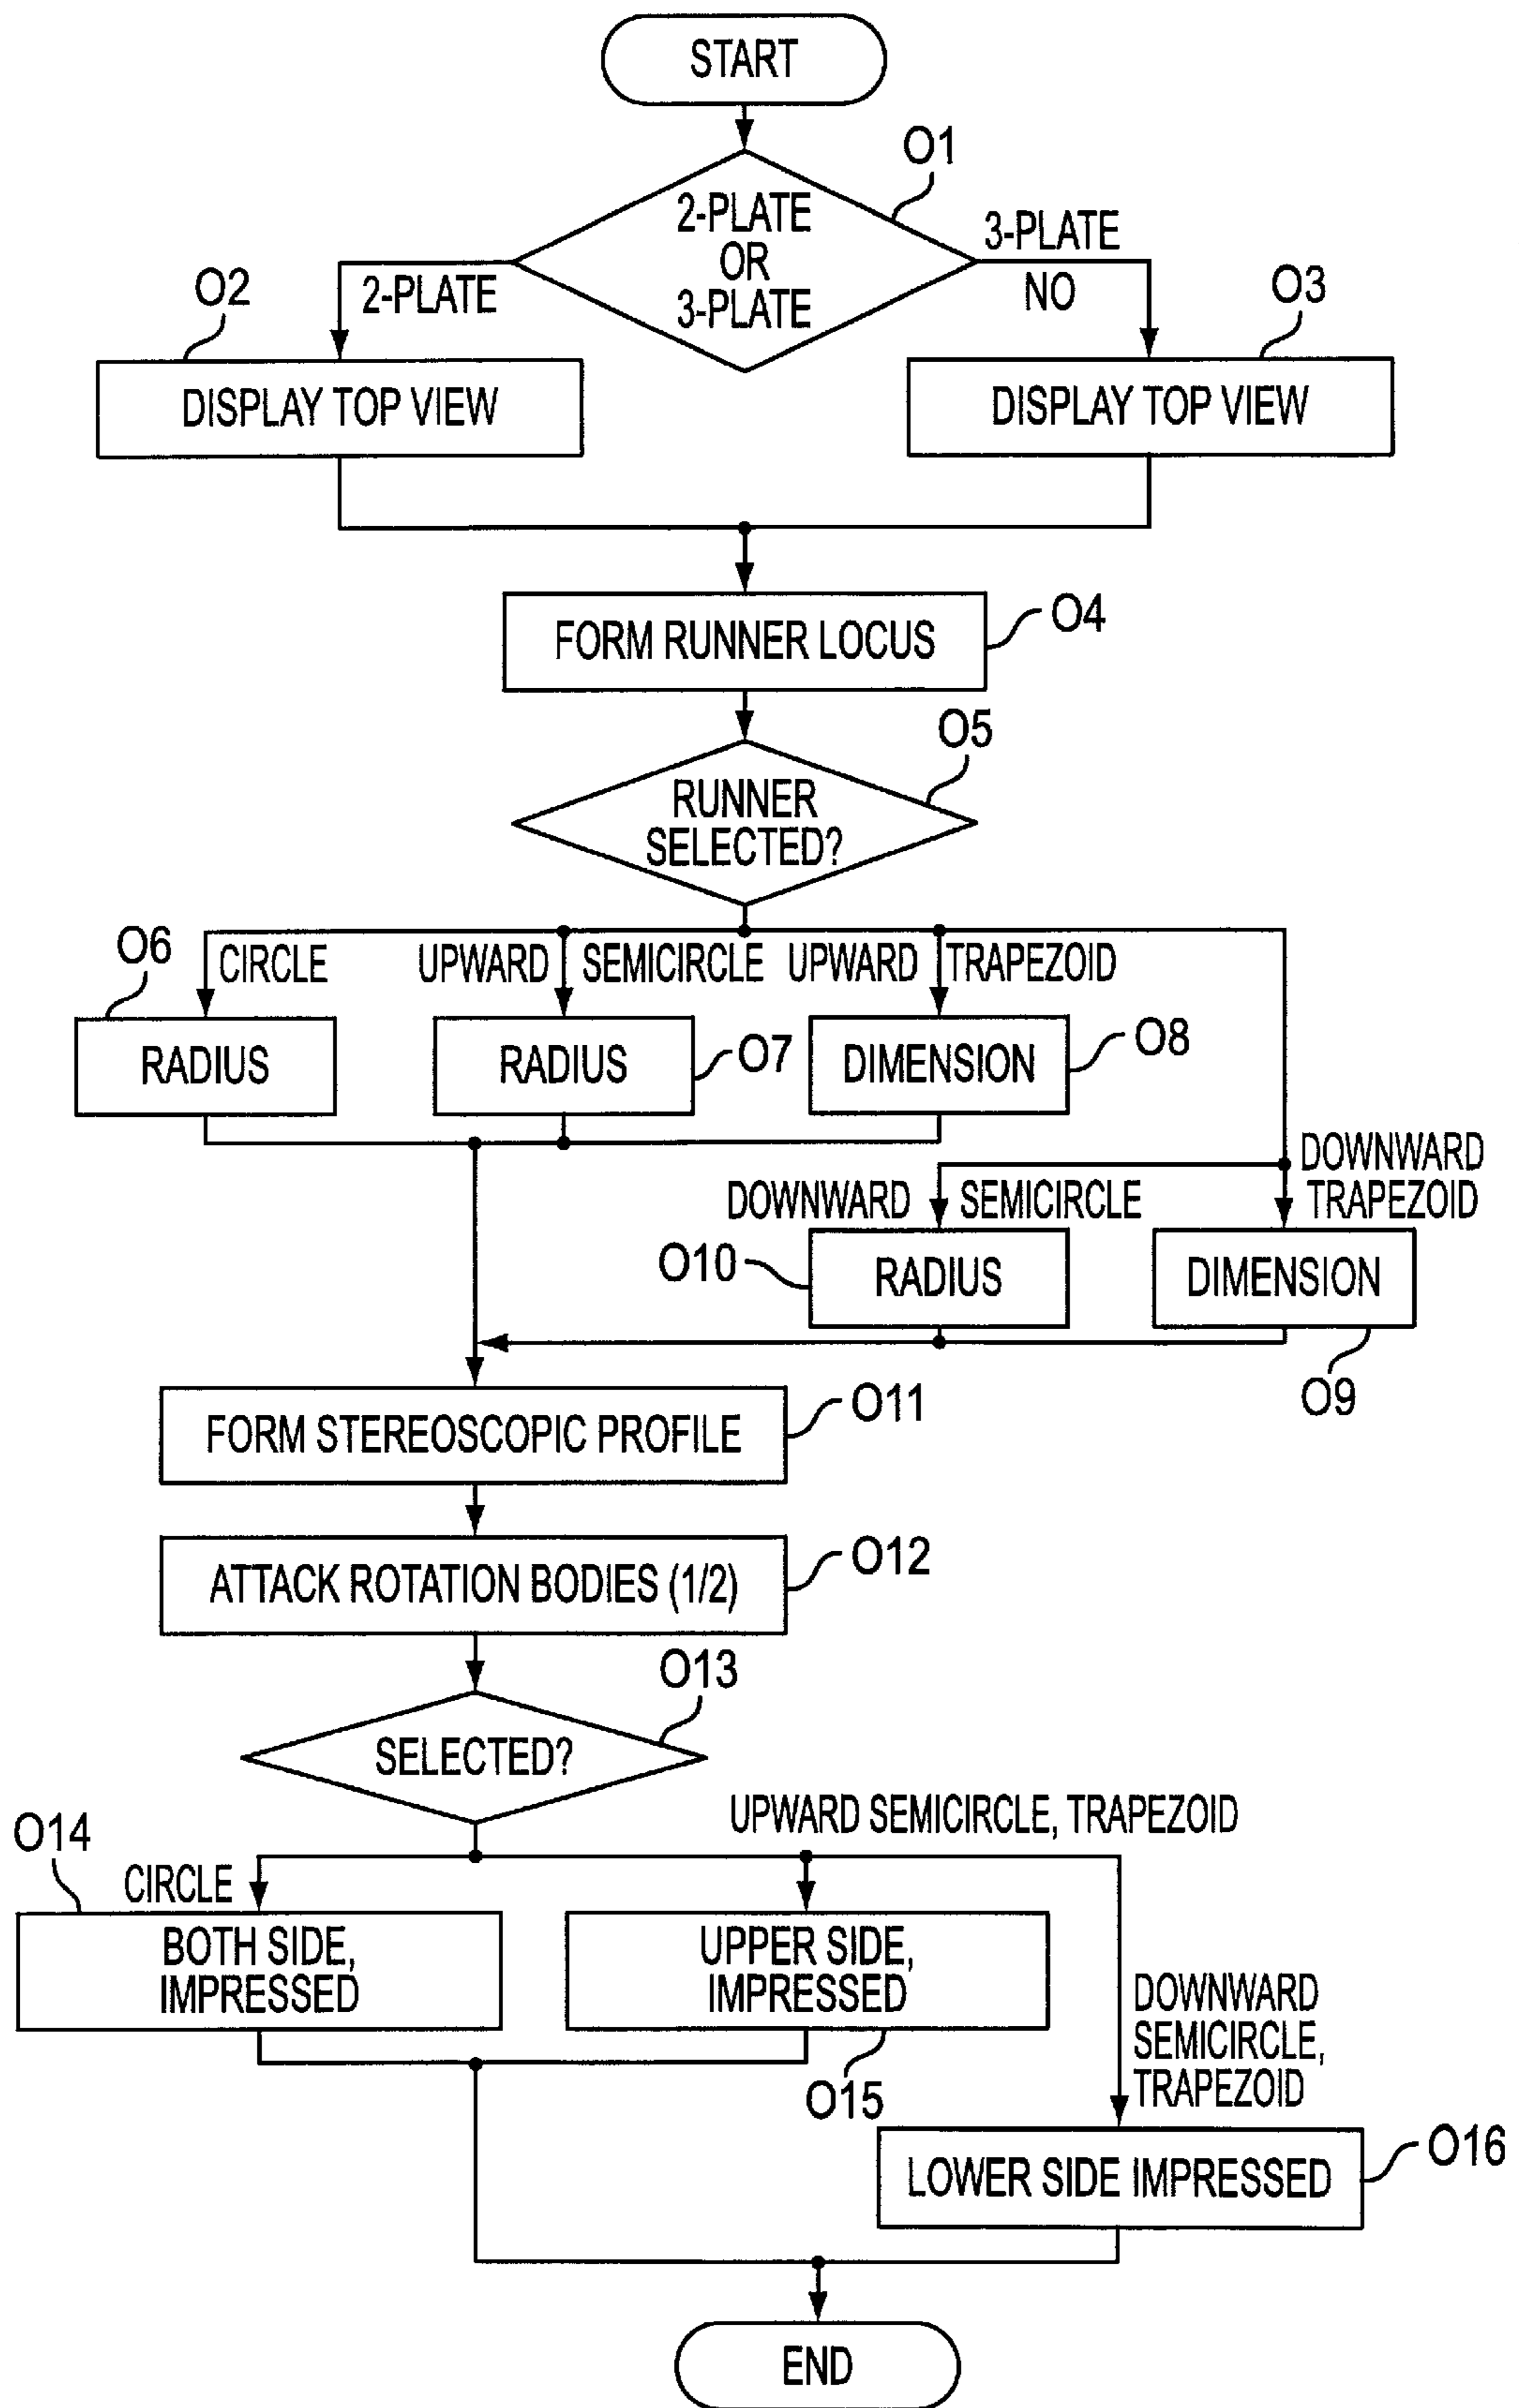 START
O1
2-PLATE
OR
3-PLATE
3-PLATE
NO
O2
2-PLATE
O3
DISPLAY TOP VIEW
DISPLAY TOP VIEW
FORM RUNNER LOCUS
O4
O5
RUNNER
SELECTED?
O6
CIRCLE
UPWARD SEMICIRCLE
UPWARD TRAPEZOID
RADIUS
RADIUS
O7
DIMENSION
O8
DOWNWARD
TRAPEZOID
DOWNWARD SEMICIRCLE
O10
RADIUS
DIMENSION
O9
FORM STEREOSCOPIC PROFILE
O11
ATTACK ROTATION BODIES (1/2)
O12
O13
SELECTED?
UPWARD SEMICIRCLE, TRAPEZOID
O14
CIRCLE
BOTH SIDE,
IMPRESSED
UPPER SIDE,
IMPRESSED
O15
DOWNWARD
SEMICIRCLE,
TRAPEZOID
LOWER SIDE IMPRESSED
O16
END